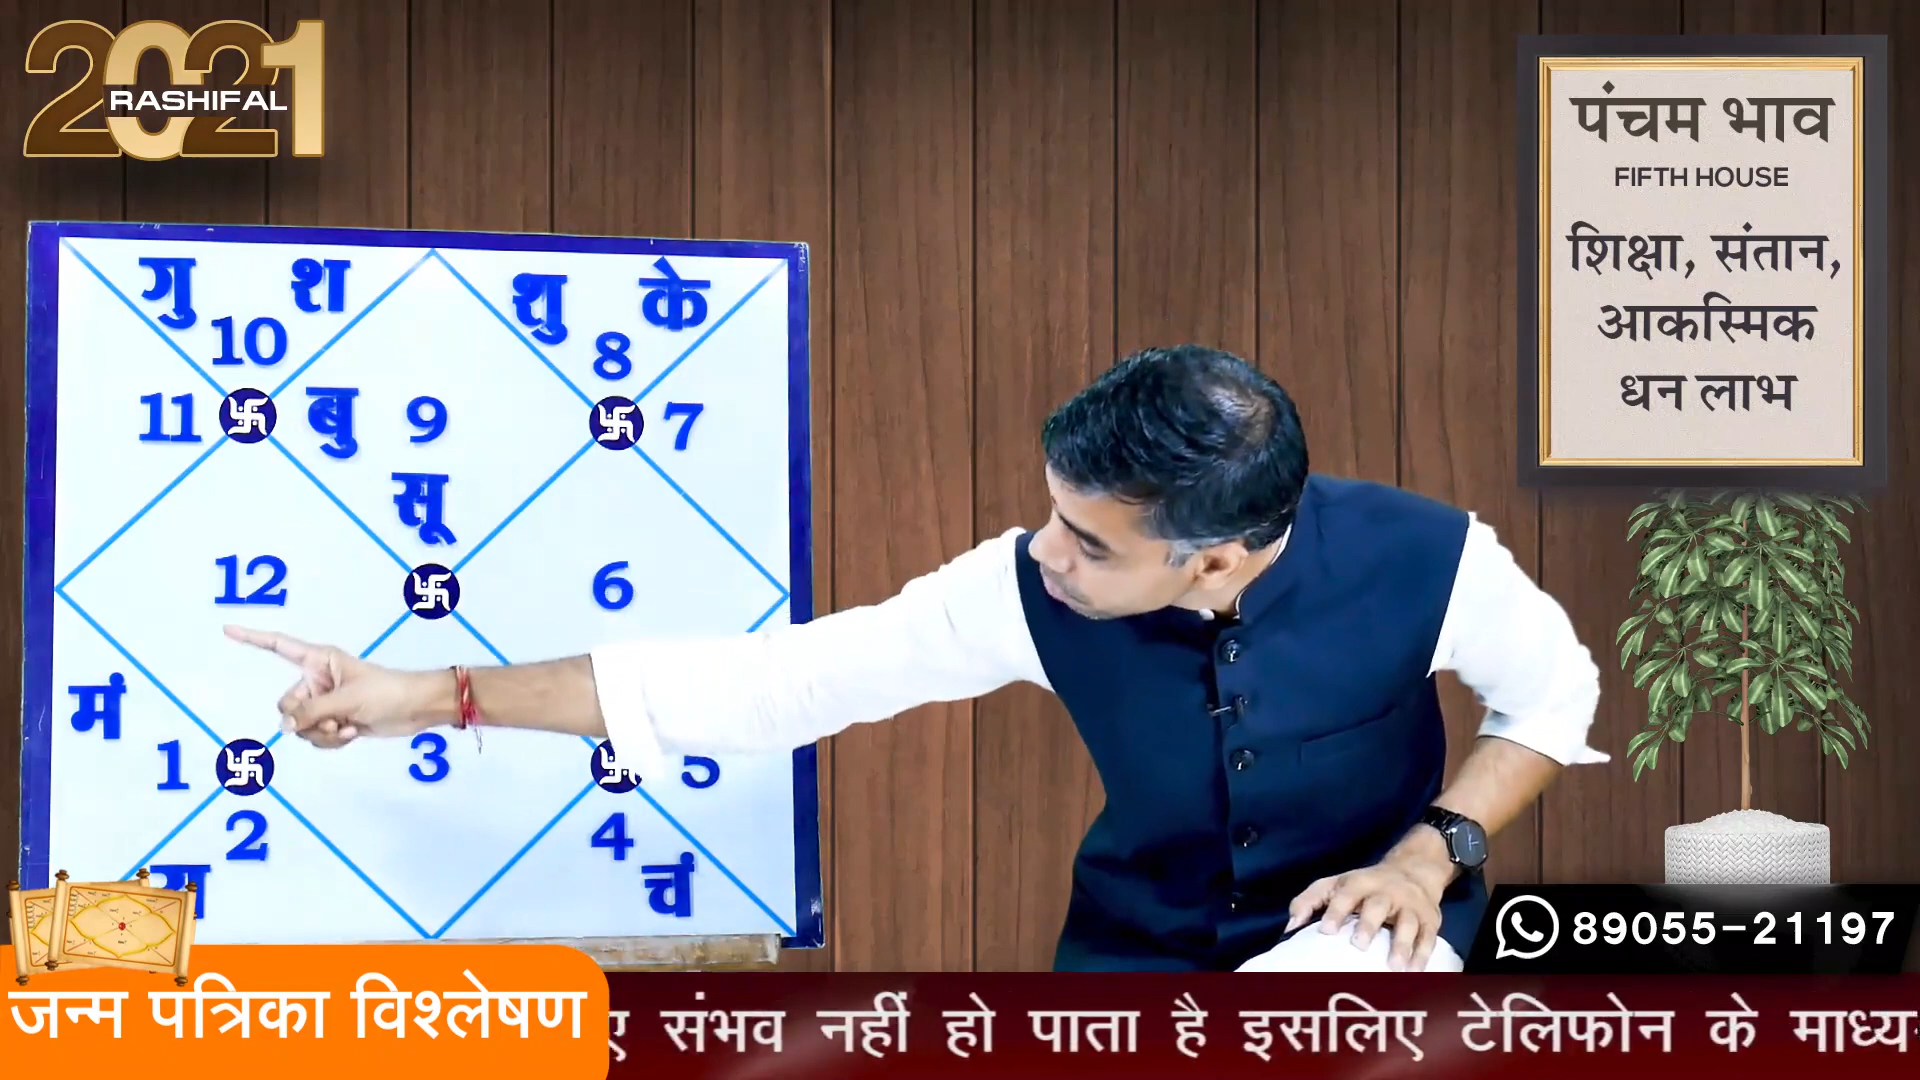 2021
RASHIFAL
पंचम भाव
FIFTH HOUSE
शिक्षा, संतान,
आकस्मिक
धन लाभ
गु श शु के
10 8
11 बु 9 7
सू
12 6
मं
1 3 5
2 4
चं
89055-21197
जन्म पत्रिका विश्लेषण
ए संभव नहीं हो पाता है इसलिए टेलिफोन के माध्य